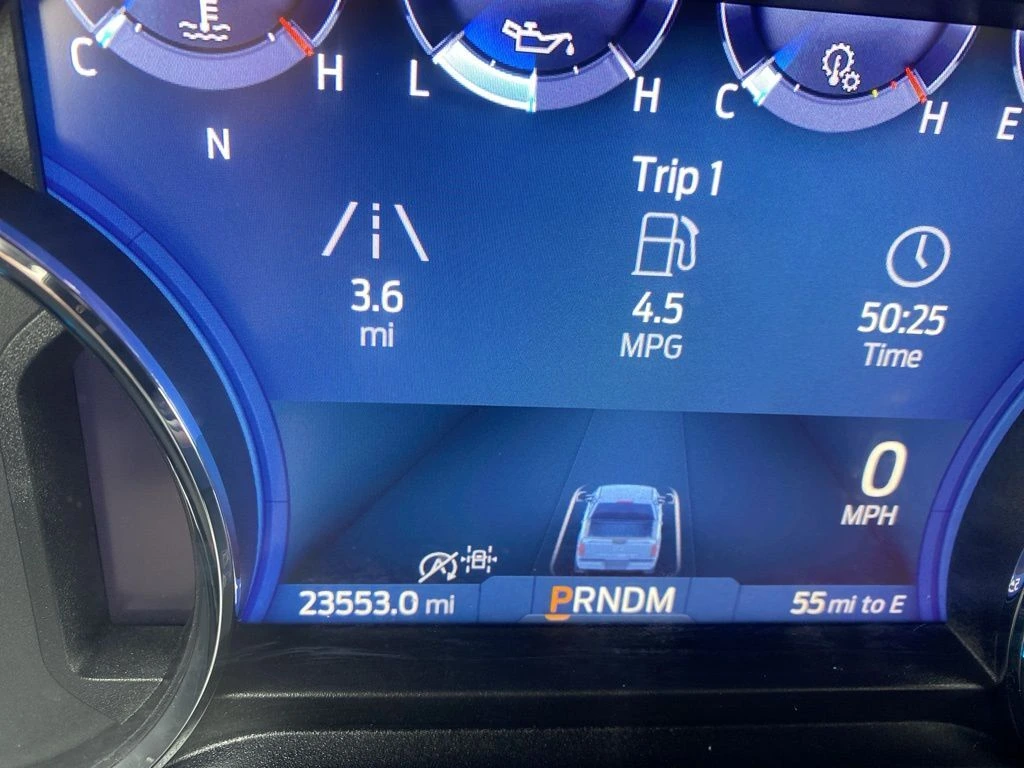 C H L H C H E
N
Trip 1
3.6
mi
4.5
MPG
50:25
Time
0
MPH
23553.0 mi
PRNDM
55 mi to E